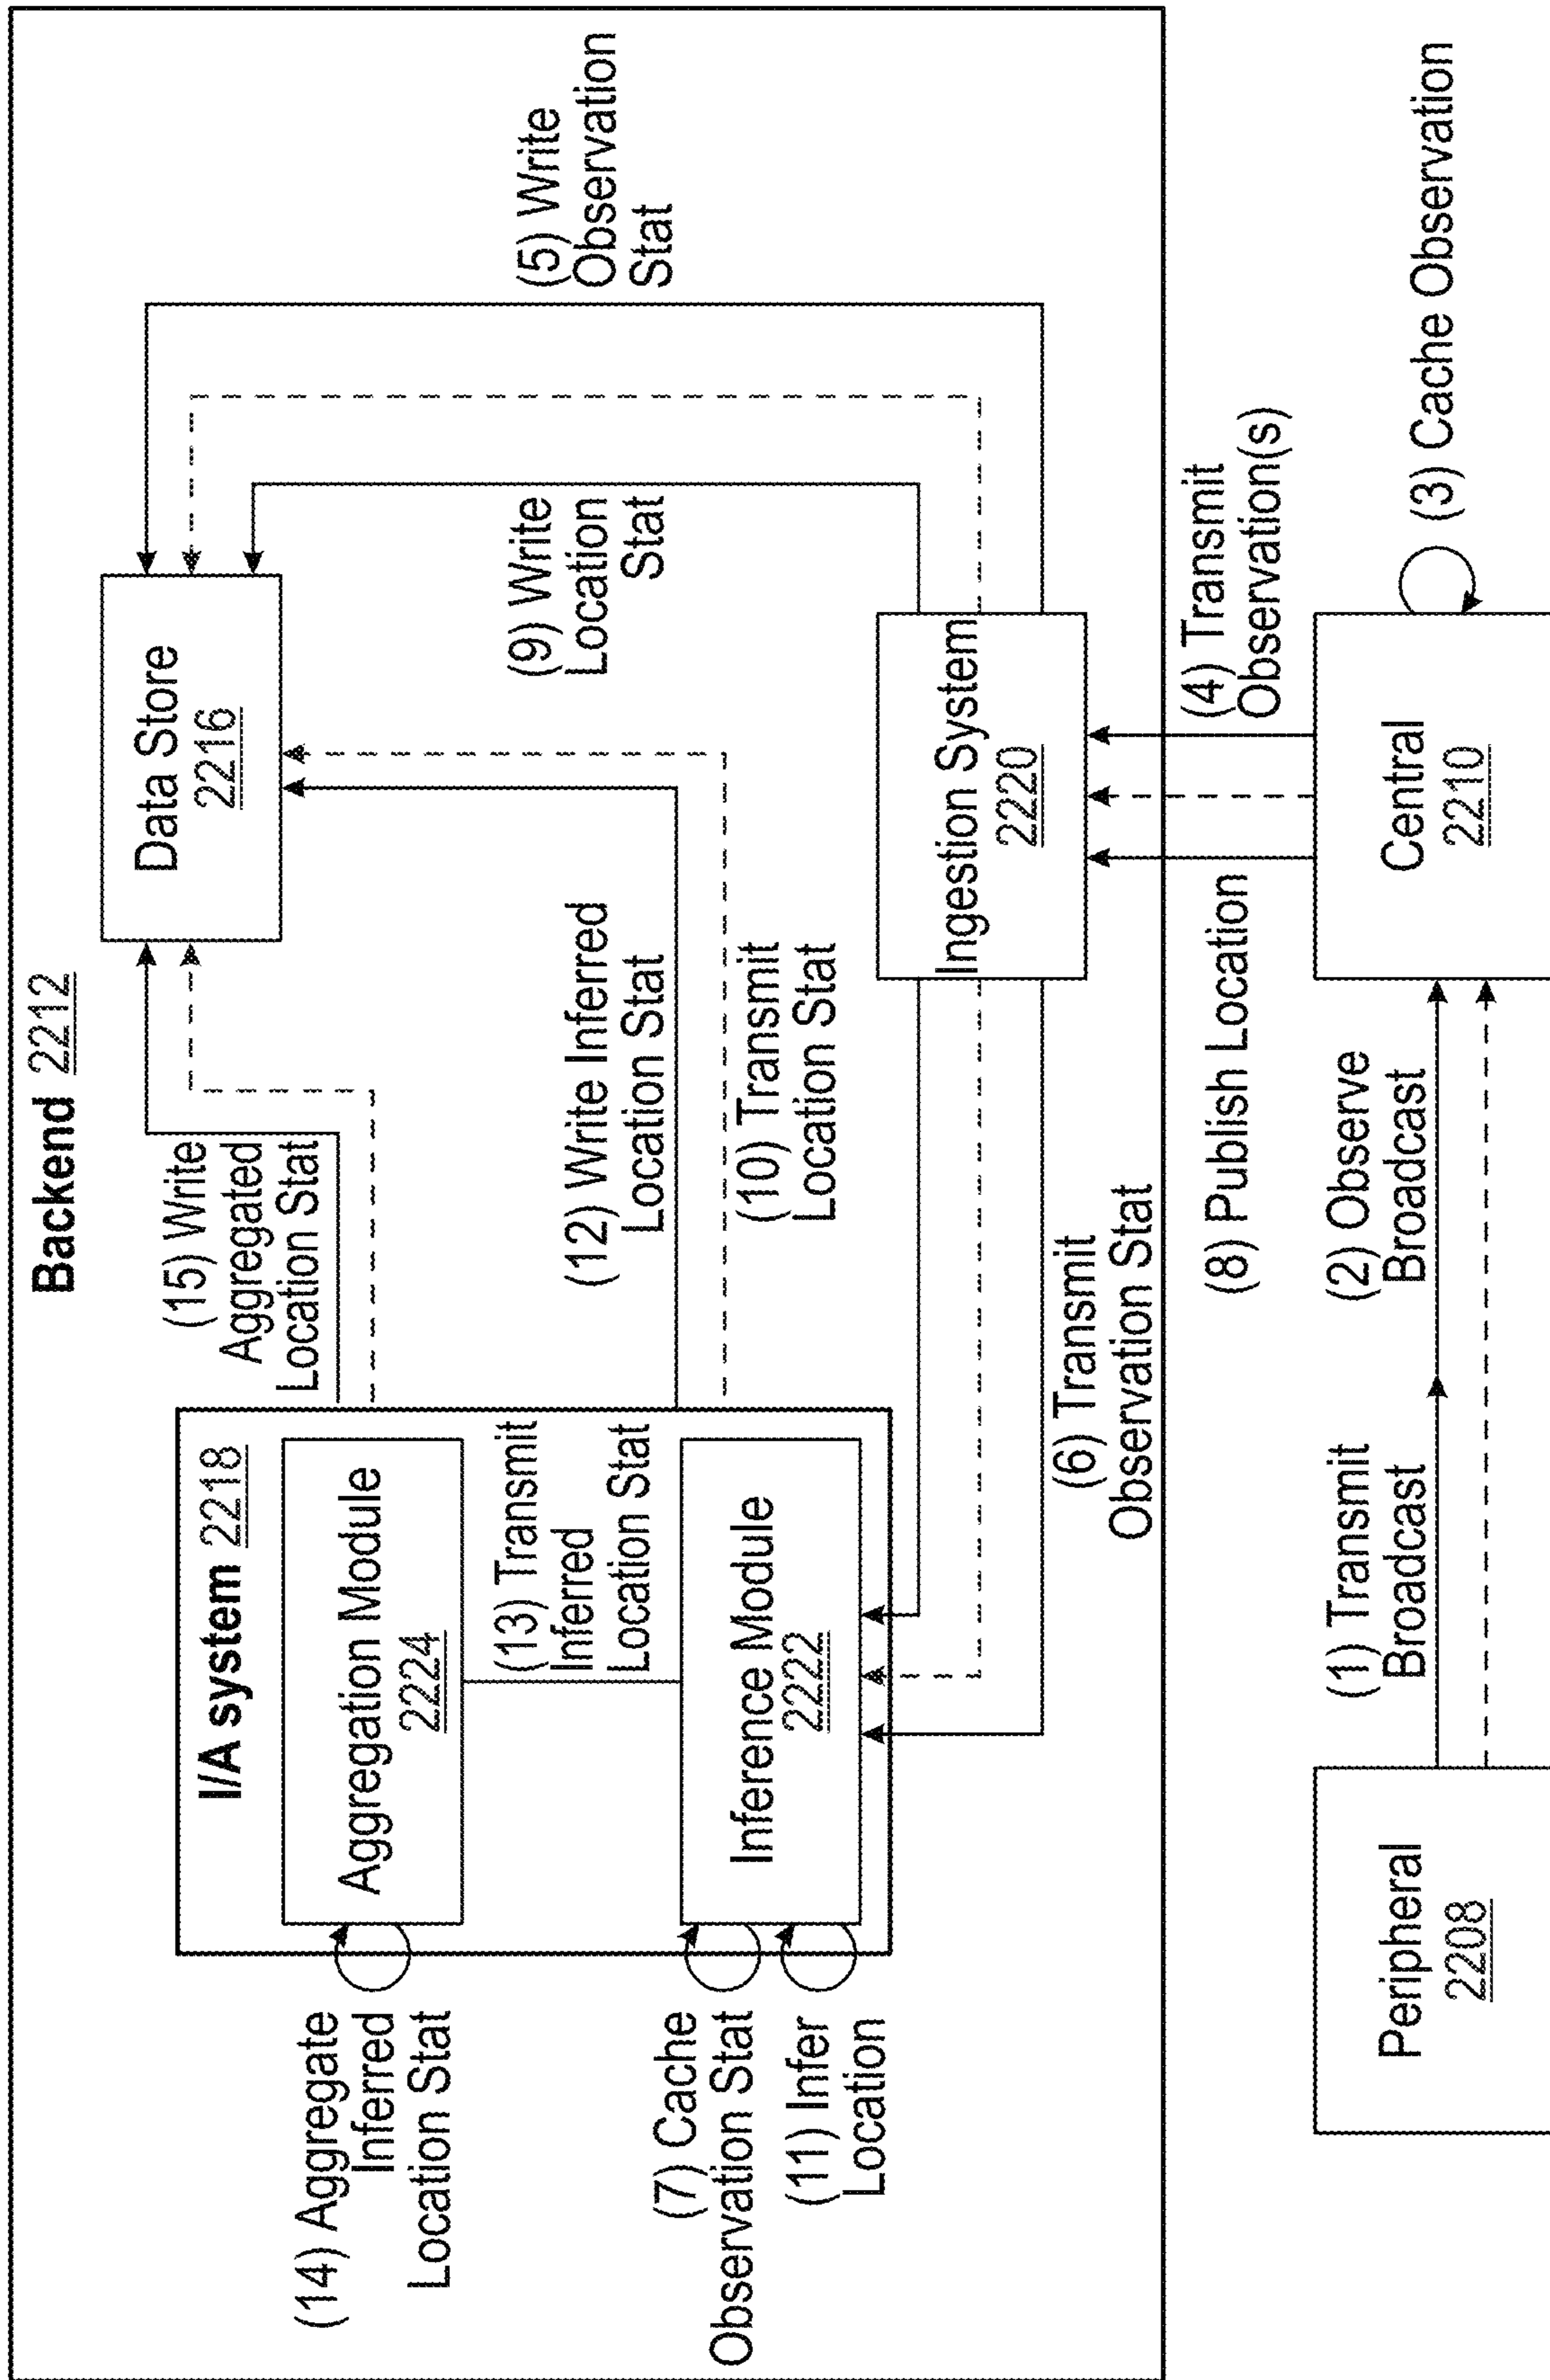 Backend 2212
I/A system 2218
(14) Aggregate
Inferred
Location Stat
Aggregation Module
2224
(15) Write
Aggregated
Location Stat
Data Store
2216
(5) Write
Observation
Stat
(13) Transmit
Inferred
Location Stat
(12) Write Inferred
Location Stat
(9) Write
Location
Stat
(7) Cache
Observation Stat
(11) Infer
Location
Inference Module
2222
(10) Transmit
Location Stat
Ingestion System
2220
(6) Transmit
Observation Stat
(8) Publish Location
(4) Transmit
Observation(s)
Peripheral
2208
(1) Transmit
Broadcast
(2) Observe
Broadcast
Central
2210
(3) Cache Observation